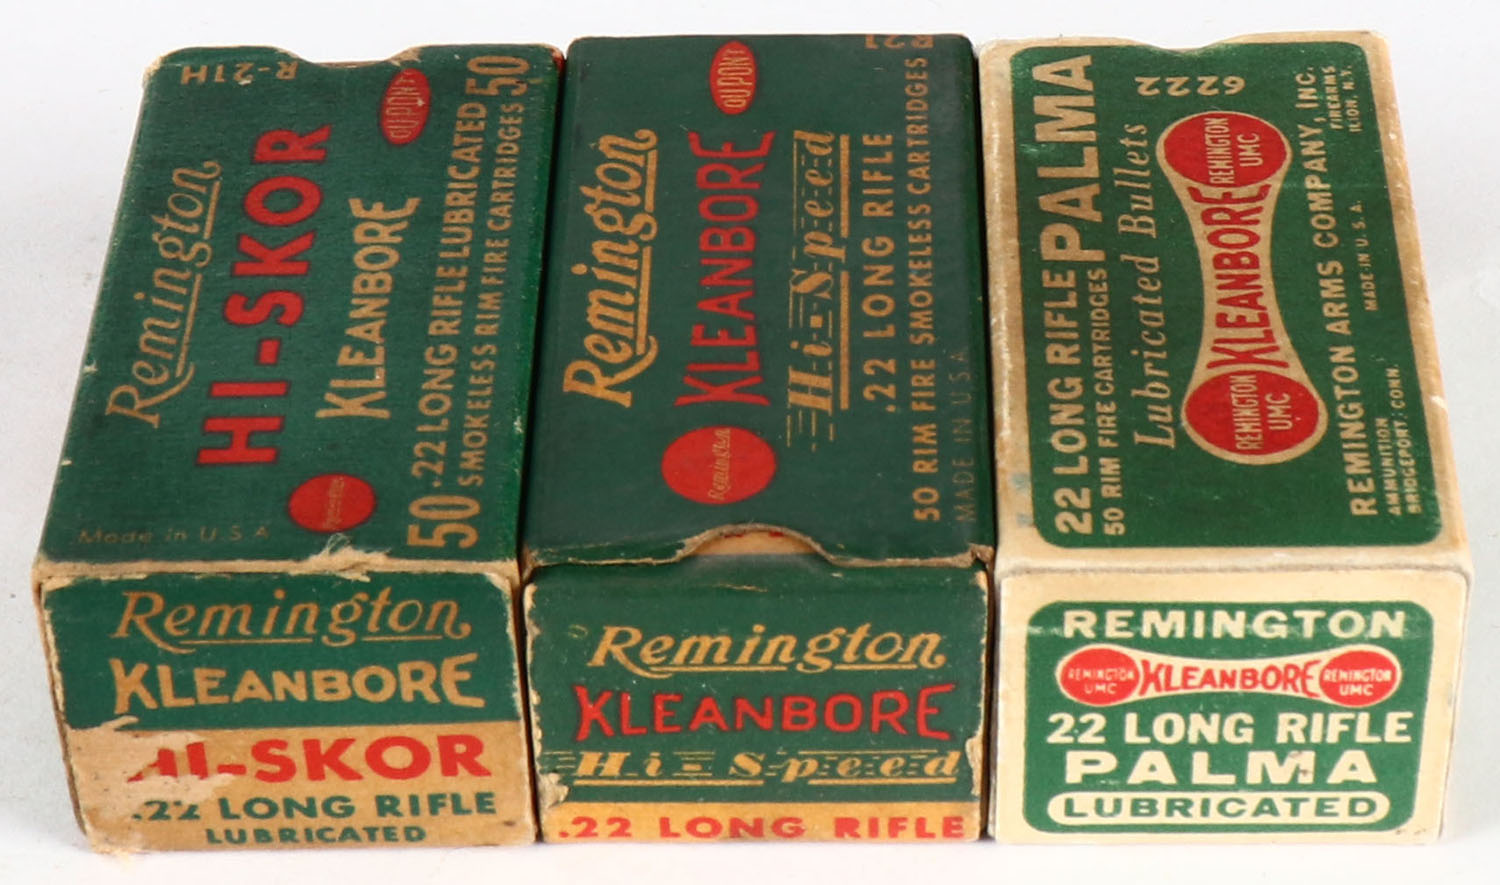 R-21H
DUPONT
Remington
HI-SKOR
KLEANBORE
50 .22 LONG RIFLE LUBRICATED 50
SMOKELESS RIM FIRE CARTRIDGES
Made in U.S.A
Remington
KLEANBORE
HI-SKOR
.22 LONG RIFLE
LUBRICATED
DUPONT
Remington
KLEANBORE
Remington
Hi-Speed
.22 LONG RIFLE
50 RIM FIRE SMOKELESS CARTRIDGES
MADE IN U.S.A.
Remington
KLEANBORE
Hi-Speed
.22 LONG RIFLE
6222
22 LONG RIFLE PALMA
50 RIM FIRE CARTRIDGES
Lubricated Bullets
REMINGTON UMC KLEANBORE REMINGTON UMC
REMINGTON ARMS COMPANY, INC.
AMMUNITION
BRIDGEPORT, CONN.
MADE IN U.S.A.
FIREARMS
ILION, N.Y.
REMINGTON
REMINGTON UMC KLEANBORE REMINGTON UMC
22 LONG RIFLE
PALMA
LUBRICATED